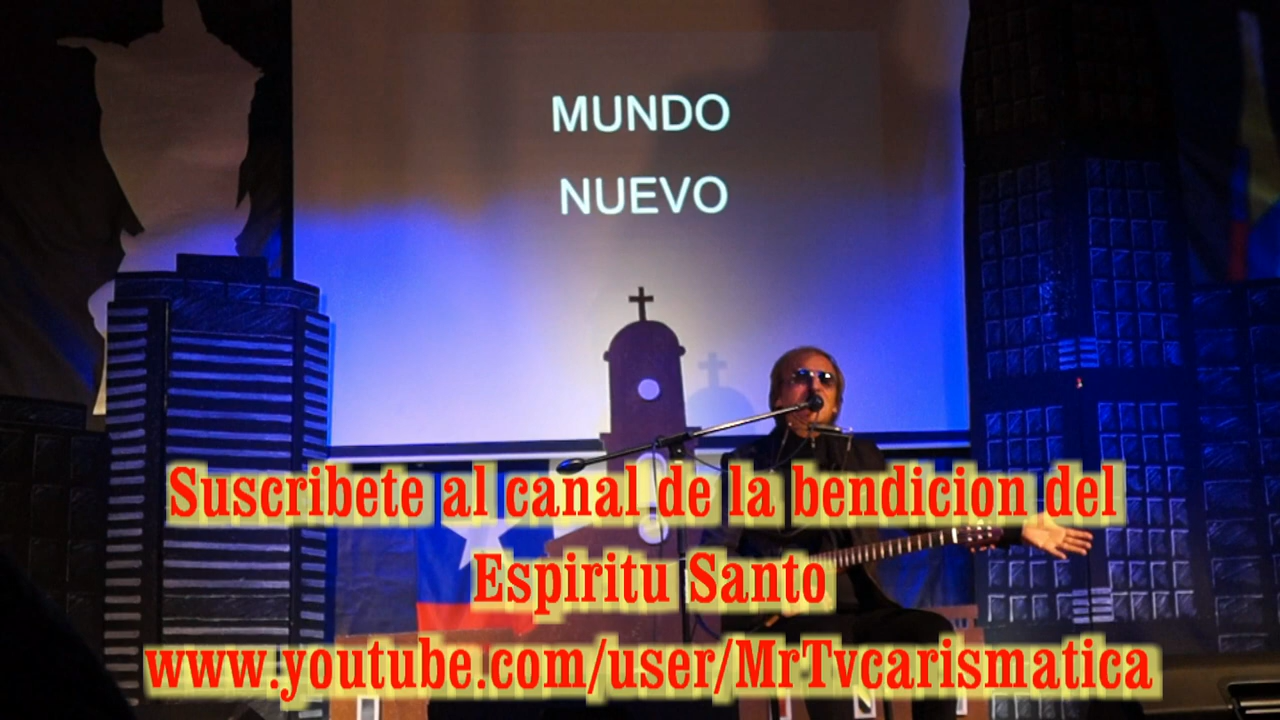 MUNDO
NUEVO
Suscribete al canal de la bendicion del
Espiritu Santo
www.youtube.com/user/MrTvcarismatica